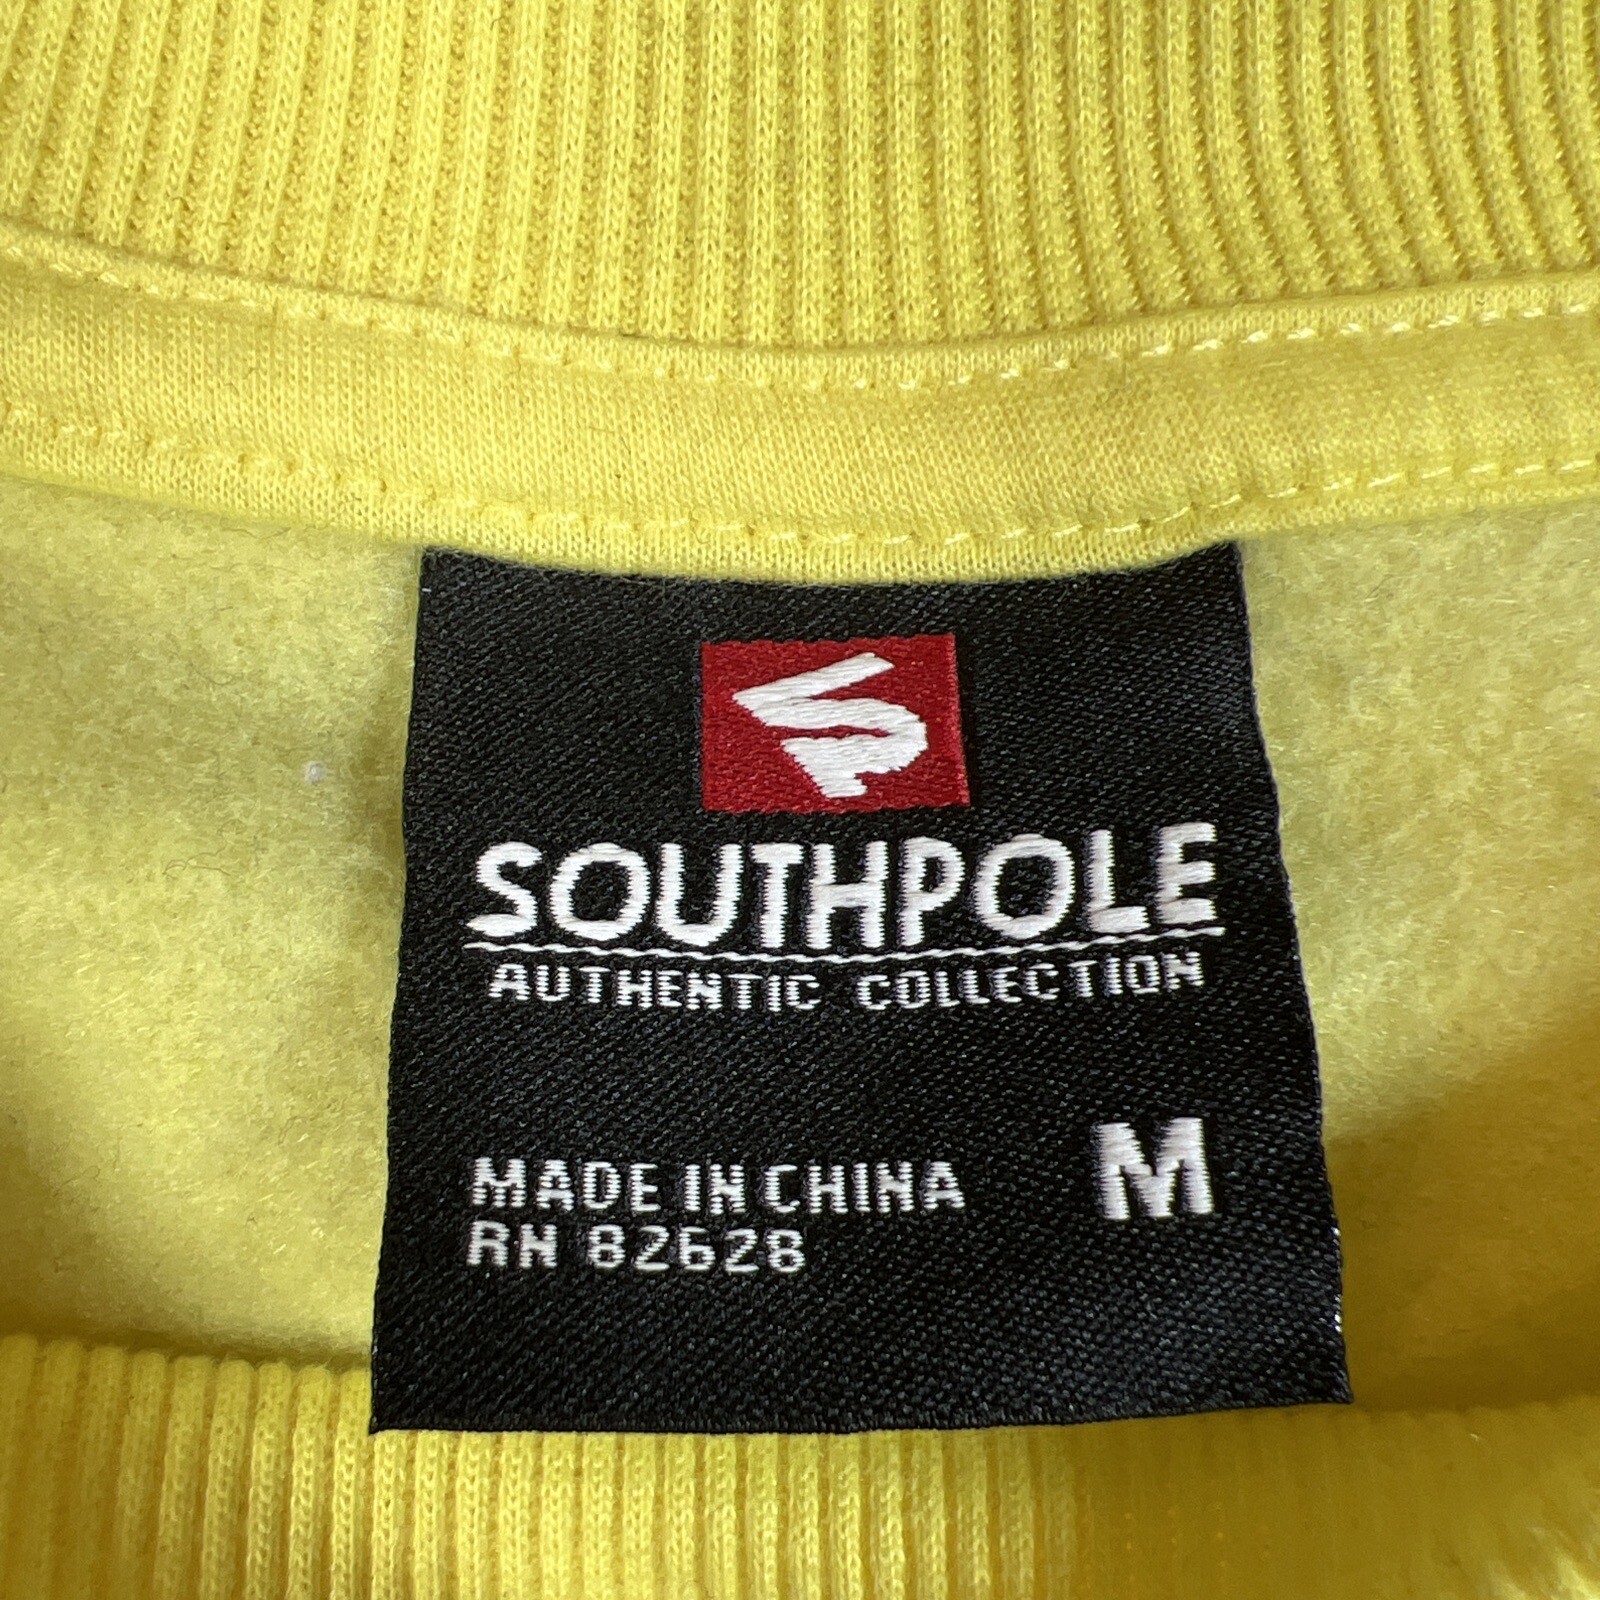 SOUTHPOLE
AUTHENTIC COLLECTION
MADE IN CHINA
RN 82628
M